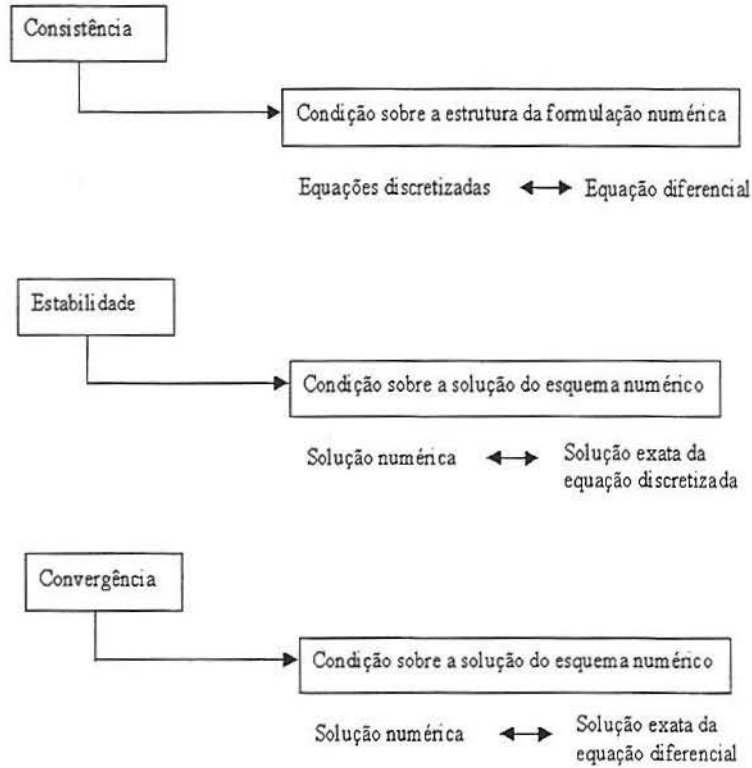 Consistência
Condição sobre a estrutura da formulação numérica
Equações discretizadas Equação diferencial
Estabilidade
Condição sobre a solução do esquema numérico
Solução numérica Solução exata da
equação discretizada
Convergência
Condição sobre a solução do esquema numérico
Solução numérica Solução exata da
equação diferencial